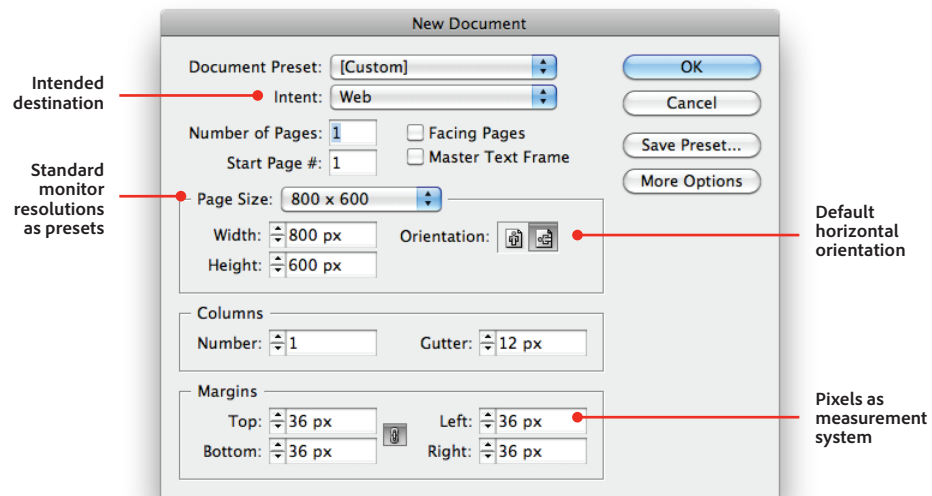 New Document
Document Preset: [Custom]
OK
Intended
destination
Intent: Web
Cancel
Number of Pages: 1
Facing Pages
Save Preset...
Start Page #: 1
Master Text Frame
More Options
Standard
monitor
resolutions
as presets
Page Size: 800 x 600
Width: 800 px
Orientation:
Height: 600 px
Default
horizontal
orientation
Columns
Number: 1
Gutter: 12 px
Margins
Top: 36 px
Left: 36 px
Bottom: 36 px
Right: 36 px
Pixels as
measurement
system